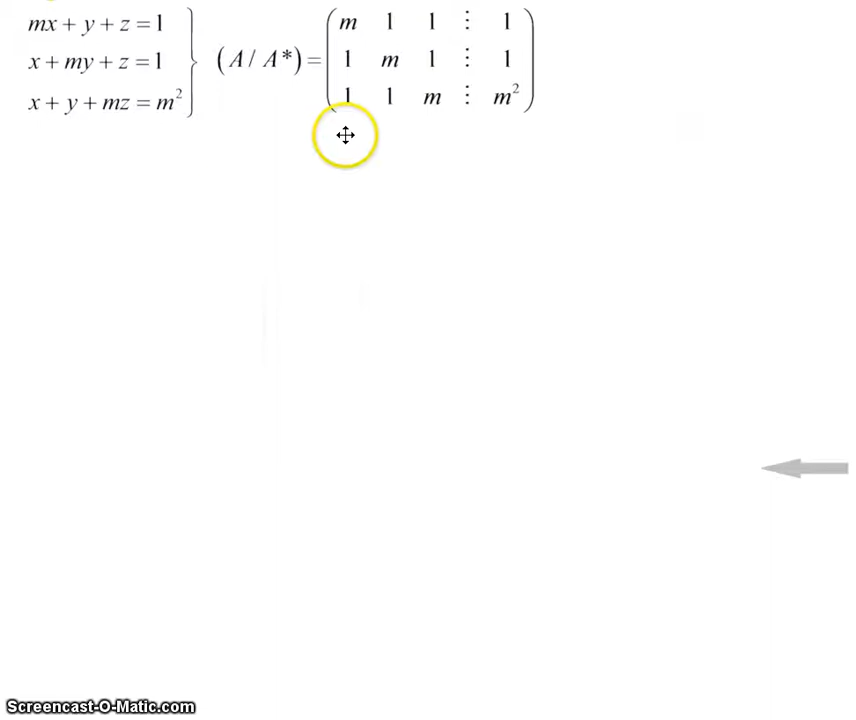 mx + y + z = 1
x + my + z = 1
x + y + mz = m²
(A / A*) =
m 1 1 ⋮ 1
1 m 1 ⋮ 1
1 1 m ⋮ m²
Screencast-O-Matic.com